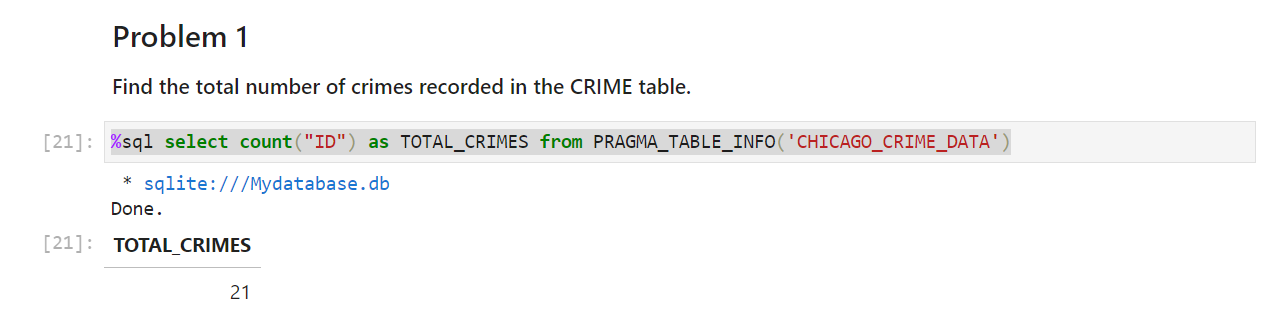 Problem 1
Find the total number of crimes recorded in the CRIME table.
[21]: %sql select count("ID") as TOTAL_CRIMES from PRAGMA_TABLE_INFO('CHICAGO_CRIME_DATA')
* sqlite:///Mydatabase.db
Done.
[21]: TOTAL_CRIMES
21